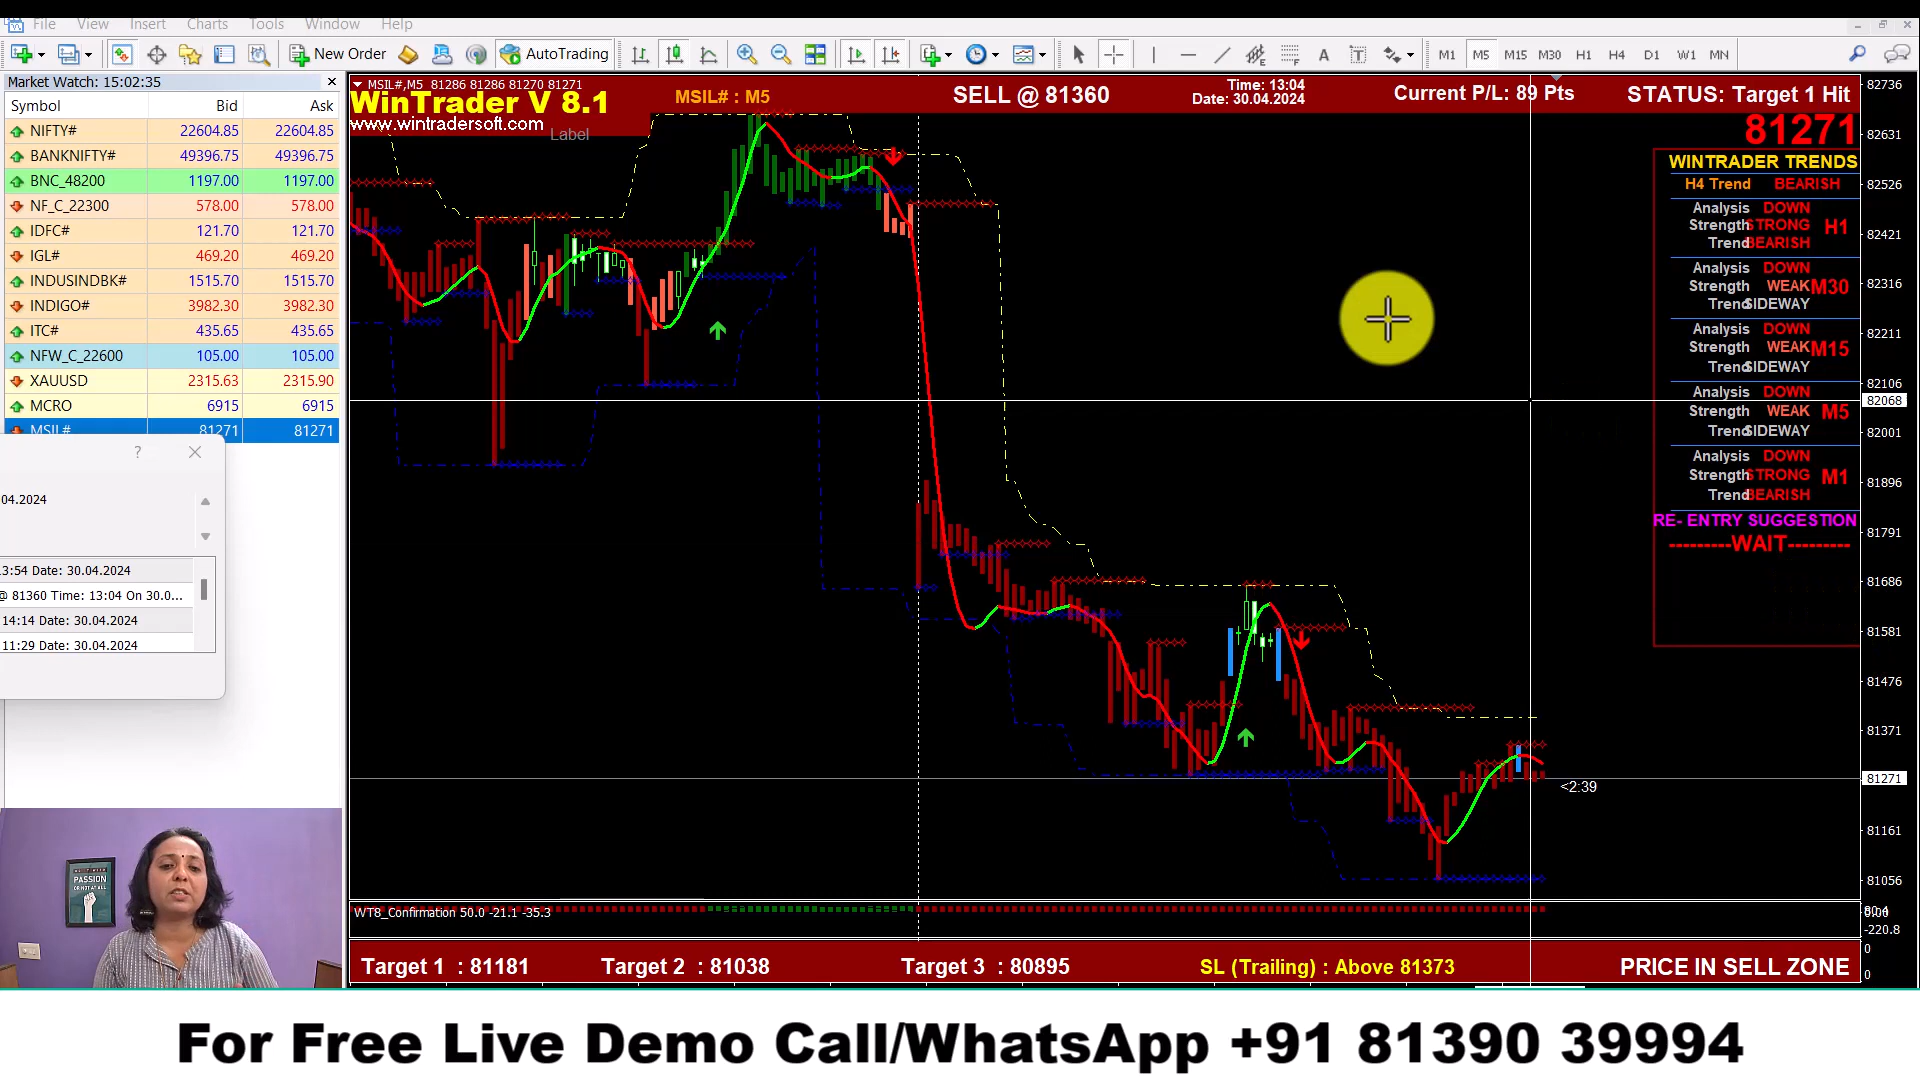 File View Insert Charts Tools Window Help
New Order AutoTrading M1 M5 M15 M30 H1 H4 D1 W1 MN
Market Watch: 15:02:35
Symbol Bid Ask
NIFTY# 22604.85 22604.85
BANKNIFTY# 49396.75 49396.75
BNC_48200 1197.00 1197.00
NF_C_22300 578.00 578.00
IDFC# 121.70 121.70
IGL# 469.20 469.20
INDUSINDBK# 1515.70 1515.70
INDIGO# 3982.30 3982.30
ITC# 435.65 435.65
NFW_C_22600 105.00 105.00
XAUUSD 2315.63 2315.90
MCRO 6915 6915
MSIL# 81271 81271
04.2024
3:54 Date: 30.04.2024
@ 81360 Time: 13:04 On 30.0...
14:14 Date: 30.04.2024
11:29 Date: 30.04.2024
PASSION
OR NOT AT ALL
MSIL#,M5 81286 81286 81270 81271
WinTrader V 8.1
www.wintradersoft.com
Label
MSIL# : M5
SELL @ 81360
Time: 13:04
Date: 30.04.2024
Current P/L: 89 Pts
STATUS: Target 1 Hit
81271
WINTRADER TRENDS
H4 Trend BEARISH
Analysis DOWN
Strength STRONG H1
Trend BEARISH
Analysis DOWN
Strength WEAK M30
Trend SIDEWAY
Analysis DOWN
Strength WEAK M15
Trend SIDEWAY
Analysis DOWN
Strength WEAK M5
Trend SIDEWAY
Analysis DOWN
Strength STRONG M1
Trend BEARISH
RE- ENTRY SUGGESTION
---------WAIT---------
<2:39
82736
82631
82526
82421
82316
82211
82106
82068
82001
81896
81791
81686
81581
81476
81371
81271
81161
81056
WT8_Confirmation 50.0 -21.1 -35.3
-220.8
0
0
Target 1 : 81181 Target 2 : 81038 Target 3 : 80895 SL (Trailing) : Above 81373 PRICE IN SELL ZONE
For Free Live Demo Call/WhatsApp +91 81390 39994